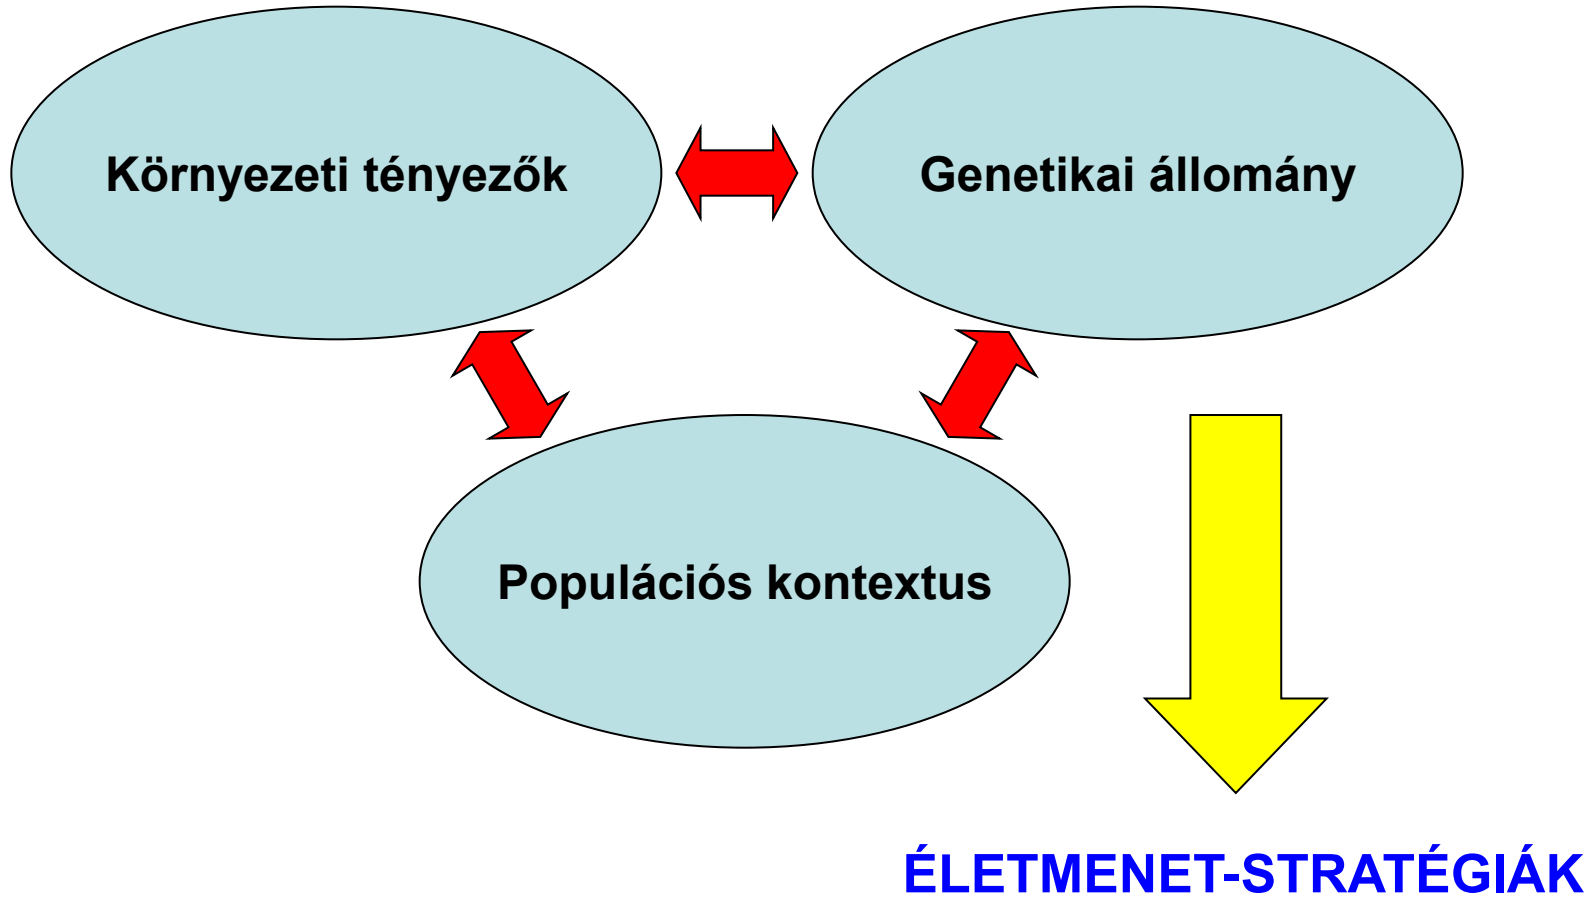 Környezeti tényezők
Genetikai állomány
Populációs kontextus
ÉLETMENET-STRATÉGIÁK